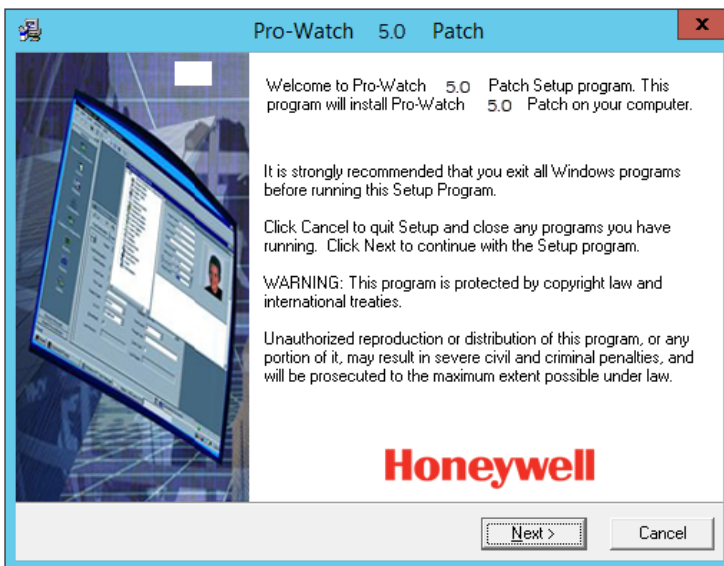 Pro-Watch 5.0 Patch
x
Welcome to Pro-Watch 5.0 Patch Setup program. This
program will install Pro-Watch 5.0 Patch on your computer.
It is strongly recommended that you exit all Windows programs
before running this Setup Program.
Click Cancel to quit Setup and close any programs you have
running. Click Next to continue with the Setup program.
WARNING: This program is protected by copyright law and
international treaties.
Unauthorized reproduction or distribution of this program, or any
portion of it, may result in severe civil and criminal penalties, and
will be prosecuted to the maximum extent possible under law.
Honeywell
Next > Cancel